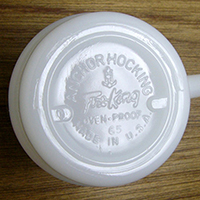 ANCHOR HOCKING
Fire-King
OVEN-PROOF
65
MADE IN U.S.A.